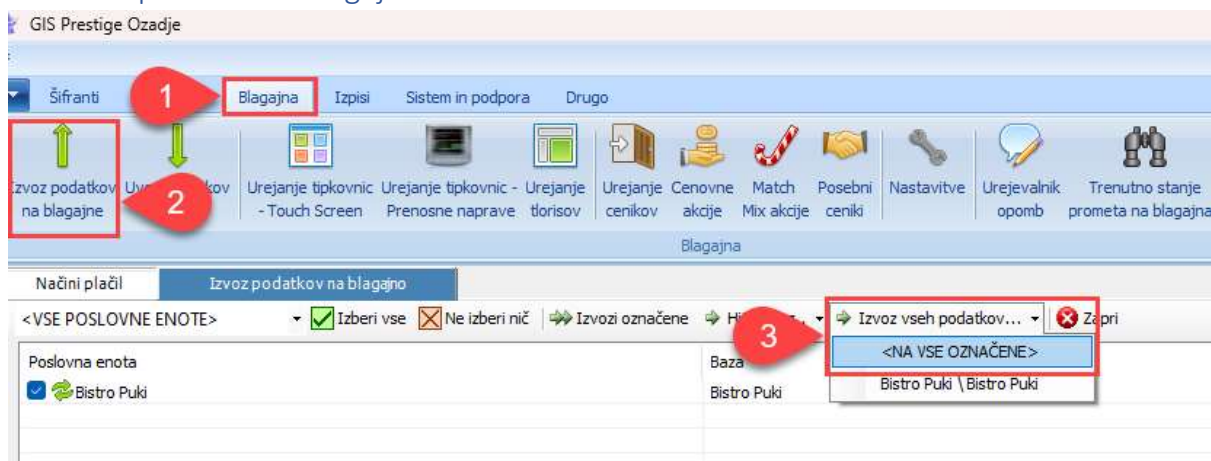 GIS Prestige Ozadje
Šifranti Blagajna Izpisi Sistem in podpora Drugo
1
Izvoz podatkov
na blagajne
2
Urejanje tipkovnic
- Touch Screen
Urejanje tipkovnic -
Prenosne naprave
Urejanje
tlorisov
Urejanje
cenikov
Cenovne
akcije
Match
Mix akcije
Posebni
ceniki
Nastavitve
Urejevalnik
opomb
Trenutno stanje
prometa na blagajna
Blagajna
Načini plačil Izvoz podatkov na blagajno
<VSE POSLOVNE ENOTE> Izberi vse Ne izberi nič Izvozi označene Izvoz vseh podatkov... Zapri
3
<NA VSE OZNAČENE>
Bistro Puki \ Bistro Puki
Poslovna enota Baza
Bistro Puki Bistro Puki